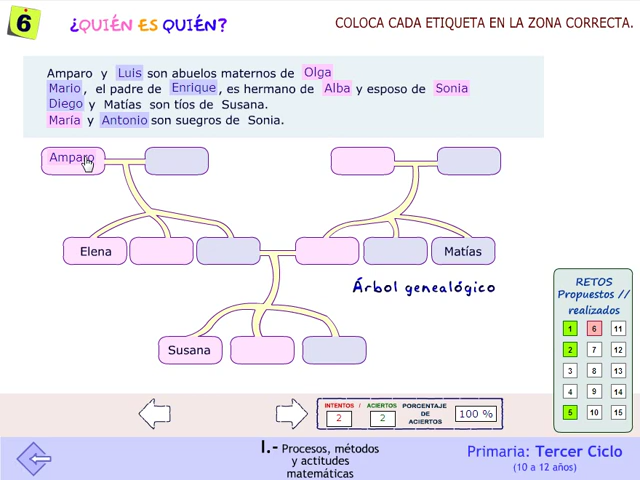 6
¿QUIÉN ES QUIÉN?
COLOCA CADA ETIQUETA EN LA ZONA CORRECTA.
Amparo y Luis son abuelos maternos de Olga
Mario, el padre de Enrique, es hermano de Alba y esposo de Sonia
Diego y Matías son tíos de Susana.
María y Antonio son suegros de Sonia.
Amparo
Elena
Matías
Árbol genealógico
Susana
RETOS
Propuestos //
realizados
1 6 11
2 7 12
3 8 13
4 9 14
5 10 15
INTENTOS / ACIERTOS
2 2
PORCENTAJE
DE
ACIERTOS
100 %
I.- Procesos, métodos
y actitudes
matemáticas
Primaria: Tercer Ciclo
(10 a 12 años)